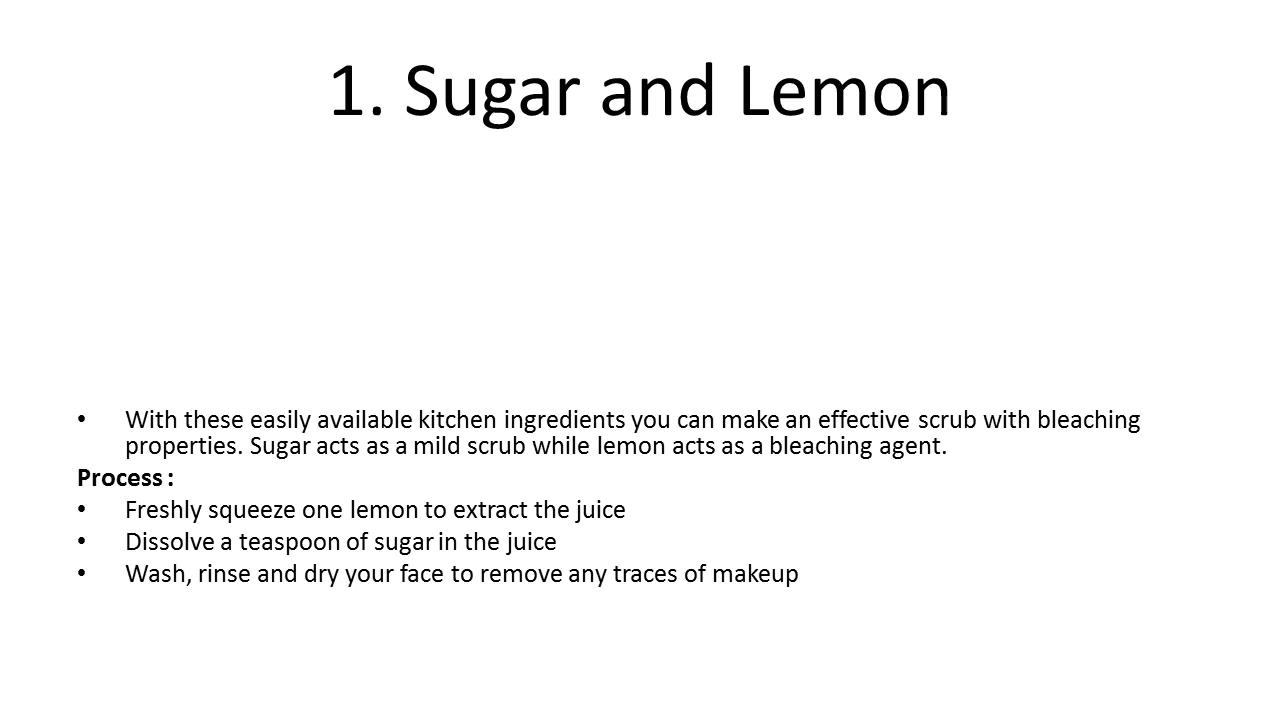 1. Sugar and Lemon
• With these easily available kitchen ingredients you can make an effective scrub with bleaching
properties. Sugar acts as a mild scrub while lemon acts as a bleaching agent.
Process :
• Freshly squeeze one lemon to extract the juice
• Dissolve a teaspoon of sugar in the juice
• Wash, rinse and dry your face to remove any traces of makeup